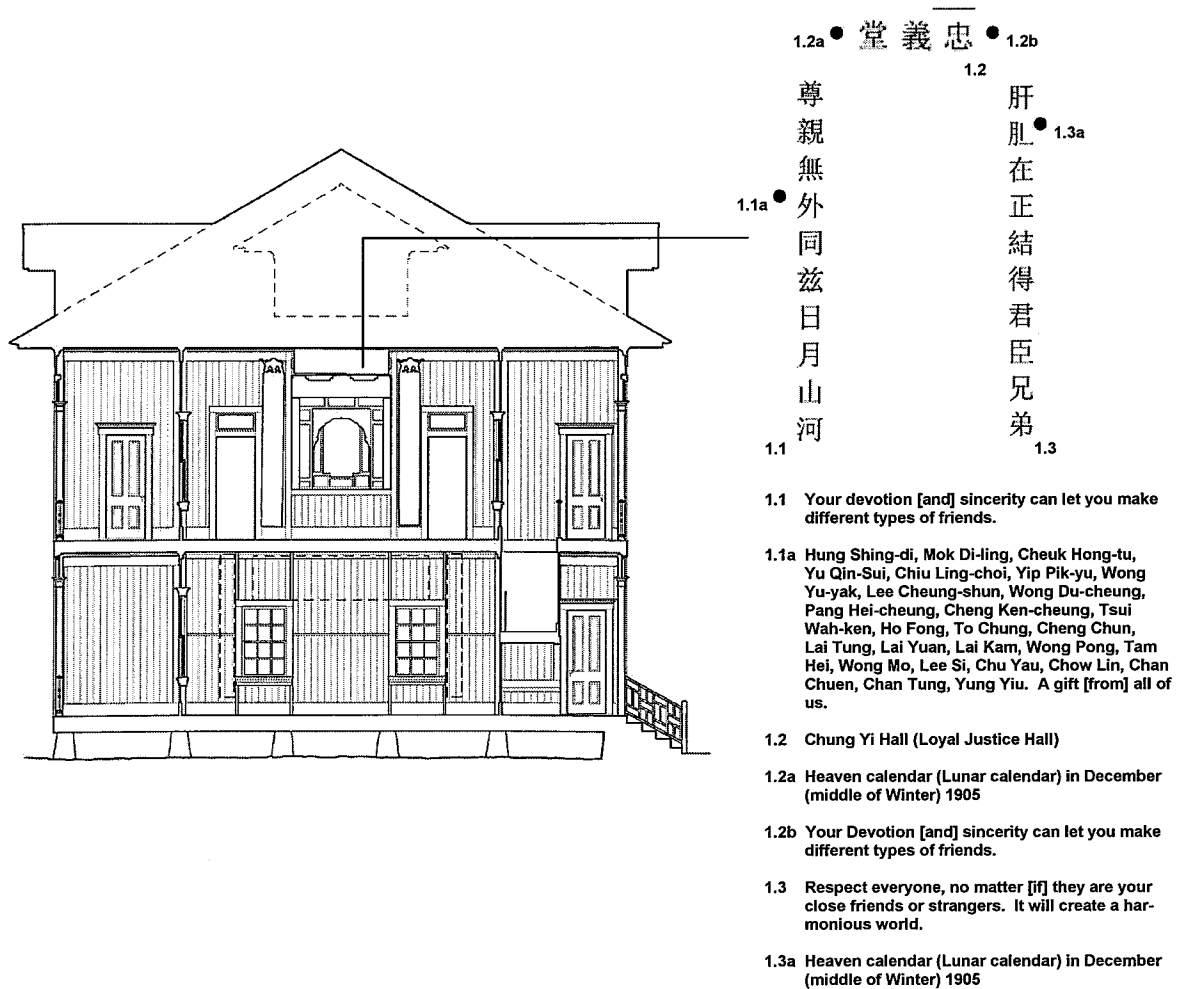 1.2a
忠義堂
1.2b
1.2
肝胆在正結得君臣兄弟
1.3a
1.3
尊親無外同兹日月山河
1.1a
1.1
1.1 Your devotion [and] sincerity can let you make
different types of friends.
1.1a Hung Shing-di, Mok Di-ling, Cheuk Hong-tu,
Yu Qin-Sui, Chiu Ling-choi, Yip Pik-yu, Wong
Yu-yak, Lee Cheung-shun, Wong Du-cheung,
Pang Hei-cheung, Cheng Ken-cheung, Tsui
Wah-ken, Ho Fong, To Chung, Cheng Chun,
Lai Tung, Lai Yuan, Lai Kam, Wong Pong, Tam
Hei, Wong Mo, Lee Si, Chu Yau, Chow Lin, Chan
Chuen, Chan Tung, Yung Yiu. A gift [from] all of
us.
1.2 Chung Yi Hall (Loyal Justice Hall)
1.2a Heaven calendar (Lunar calendar) in December
(middle of Winter) 1905
1.2b Your Devotion [and] sincerity can let you make
different types of friends.
1.3 Respect everyone, no matter [if] they are your
close friends or strangers. It will create a har-
monious world.
1.3a Heaven calendar (Lunar calendar) in December
(middle of Winter) 1905